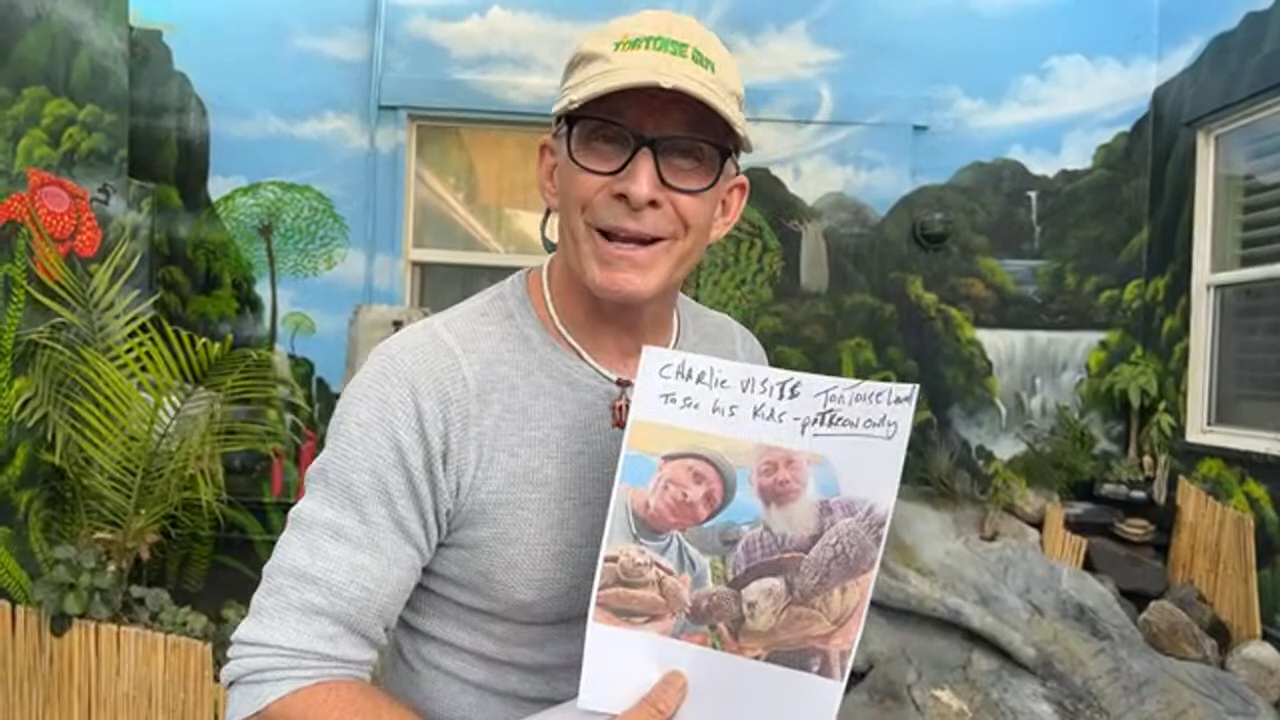 TORTOISE GUY
CHARlie VISITS TortoiseLand
To see his Kids - pATReon only